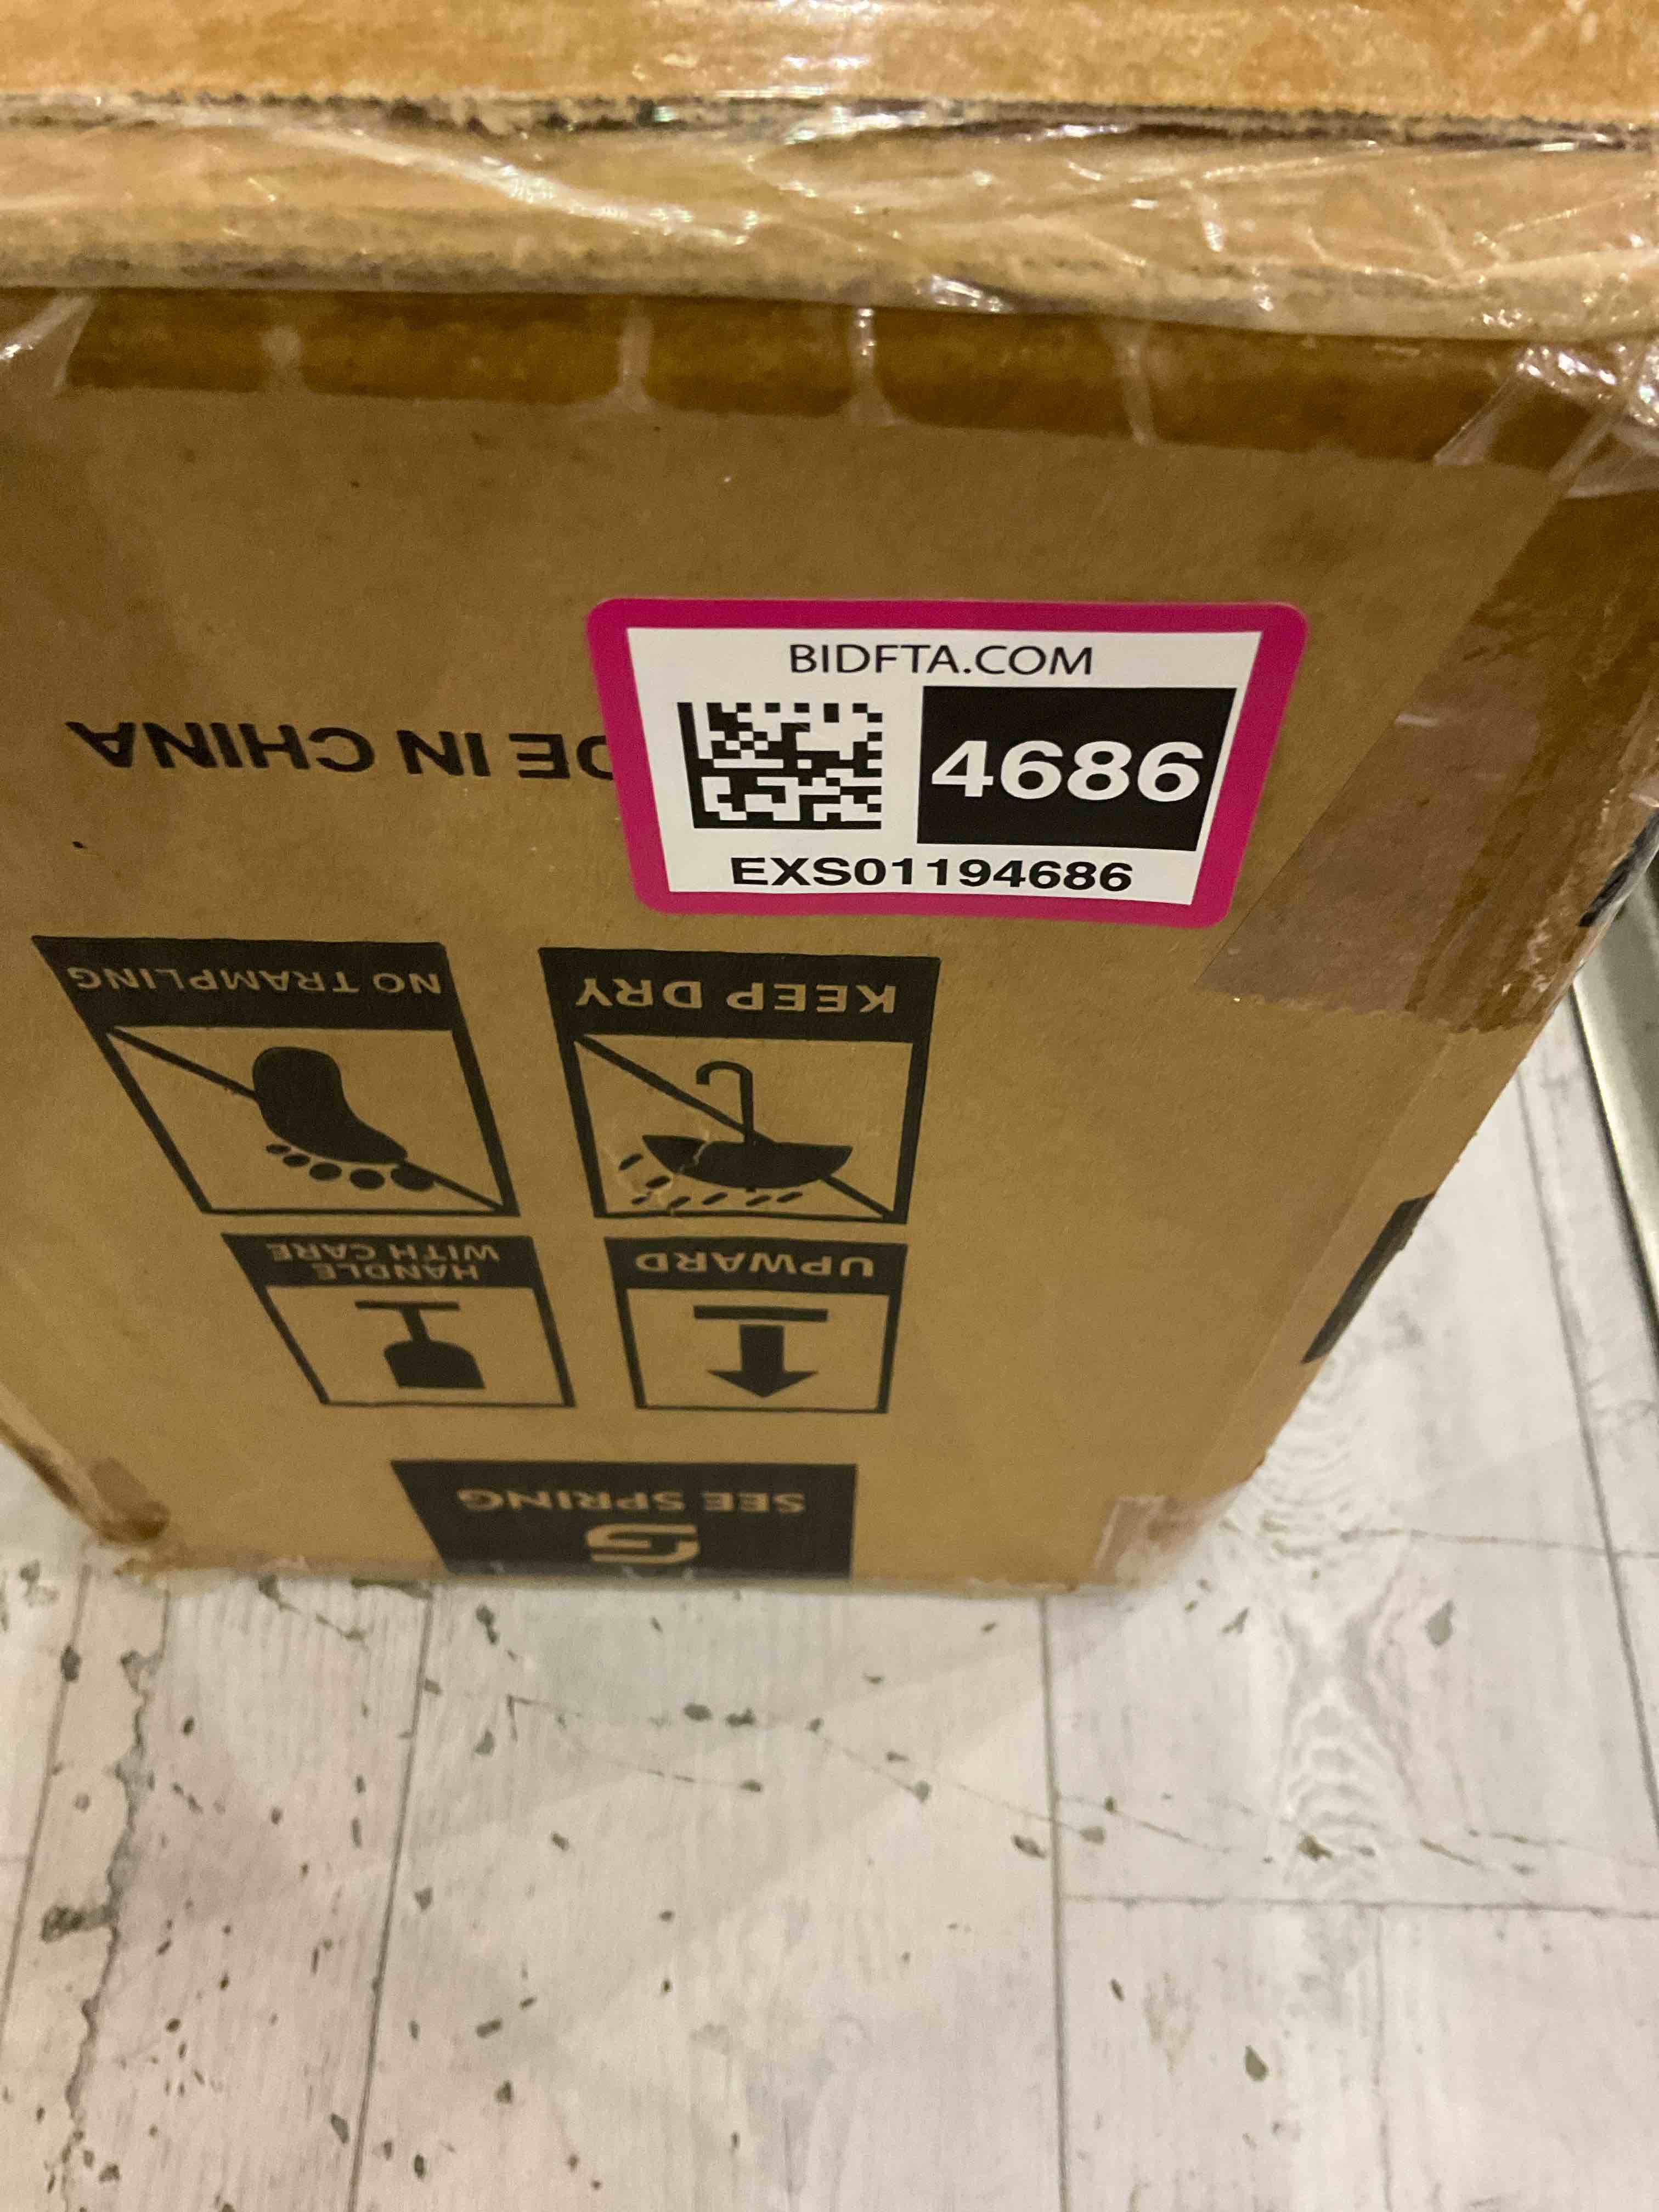 BIDFTA.COM
4686
EXS01194686
DE IN CHINA
NO TRAMPLING
KEEP DRY
HANDLE
WITH CARE
UPWARD
SEE SPRING